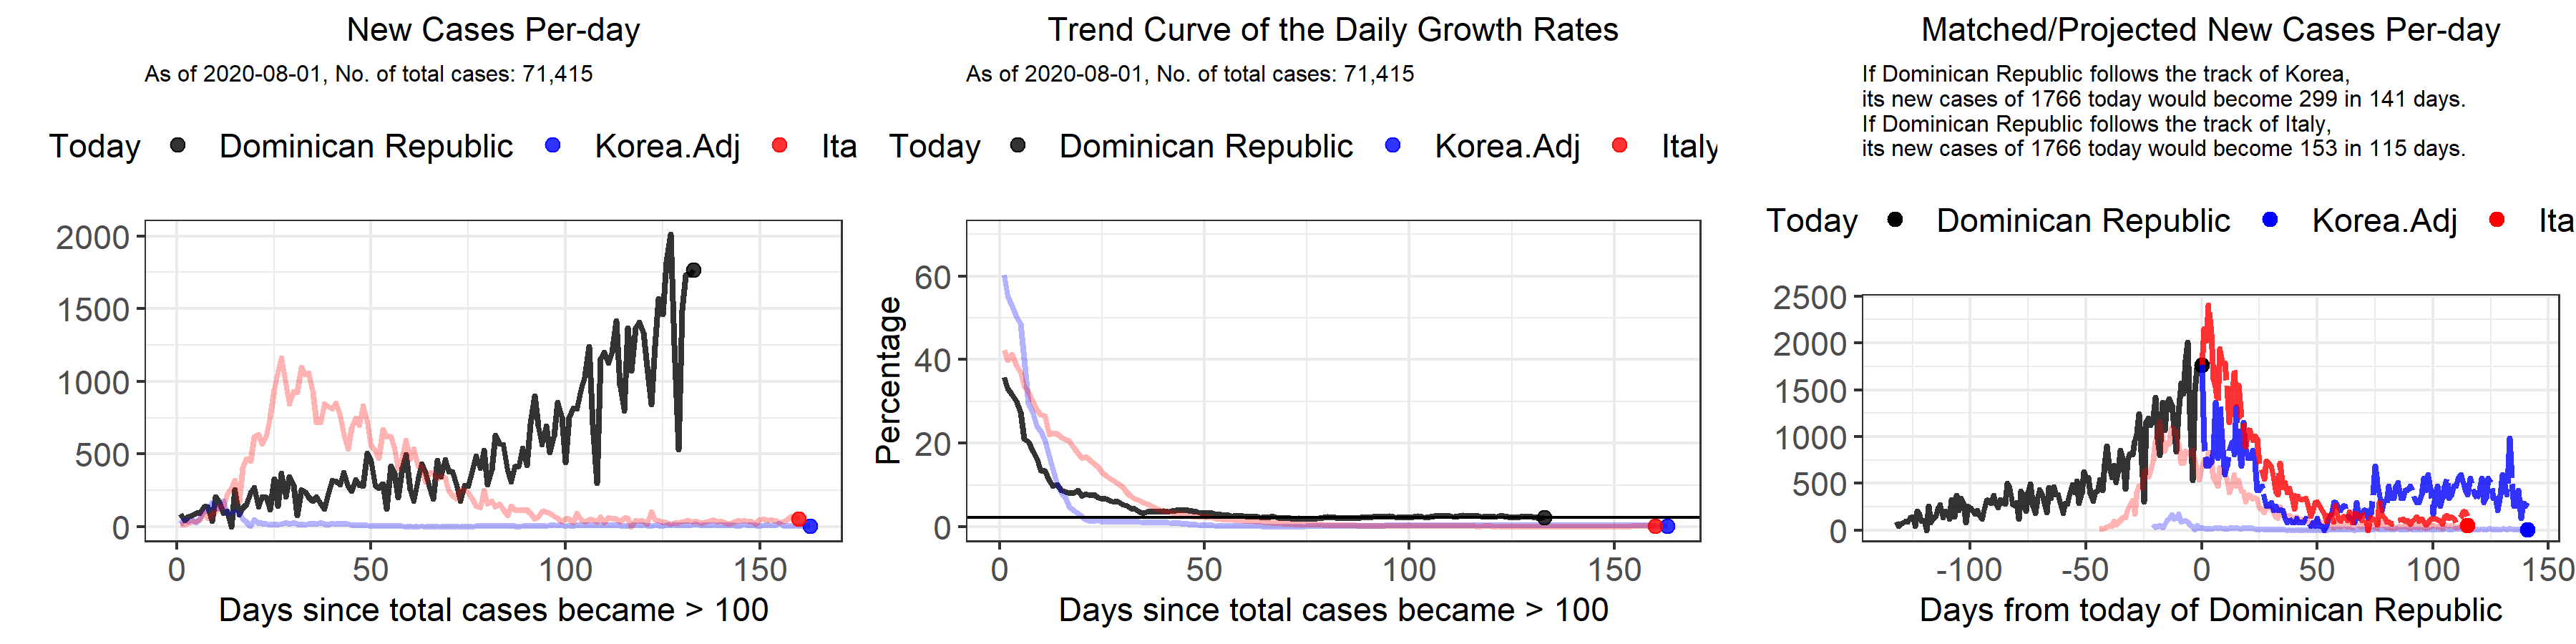 New Cases Per-day
As of 2020-08-01, No. of total cases: 71,415
Today Dominican Republic Korea.Adj Ita
2000
1500
1000
500
0
0 50 100 150
Days since total cases became > 100
Trend Curve of the Daily Growth Rates
As of 2020-08-01, No. of total cases: 71,415
Today Dominican Republic Korea.Adj Italy
Percentage
60
40
20
0
0 50 100 150
Days since total cases became > 100
Matched/Projected New Cases Per-day
If Dominican Republic follows the track of Korea,
its new cases of 1766 today would become 299 in 141 days.
If Dominican Republic follows the track of Italy,
its new cases of 1766 today would become 153 in 115 days.
Today Dominican Republic Korea.Adj Ita
2500
2000
1500
1000
500
0
-100 -50 0 50 100 150
Days from today of Dominican Republic